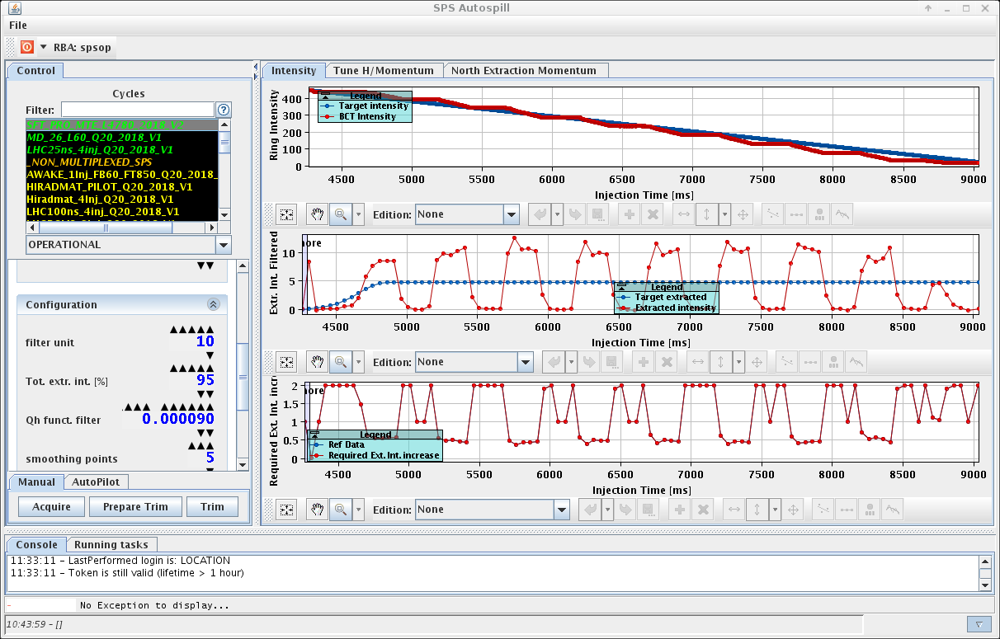 SPS Autospill
File
RBA: spsop
Control
Cycles
Filter:
SFT_PRO_MTE_L4780_2018_V2
MD_26_L60_Q20_2018_V1
LHC25ns_4inj_Q20_2018_V1
_NON_MULTIPLEXED_SPS
AWAKE_1Inj_FB60_FT850_Q20_2018_
HIRADMAT_PILOT_Q20_2018_V1
Hiradmat_4Inj_Q20_2018_V1
LHC100ns_4inj_Q20_2018_V1
OPERATIONAL
Configuration
filter unit
10
Tot. extr. int. [%]
95
Qh funct. filter
0.000090
smoothing points
5
Manual AutoPilot
Acquire Prepare Trim Trim
Intensity Tune H/Momentum North Extraction Momentum
Ring Intensity
400
300
200
100
0
Legend
Target intensity
BCT Intensity
4500 5000 5500 6000 6500 7000 7500 8000 8500 9000
Injection Time [ms]
Edition: None
Extr. Int. Filtered
nore
10
5
0
Legend
Target extracted
Extracted intensity
4500 5000 5500 6000 6500 7000 7500 8000 8500 9000
Injection Time [ms]
Edition: None
Required Ext. Int. incre
nore
2
1.5
1
0.5
0
Legend
Ref Data
Required Ext. Int. increase
4500 5000 5500 6000 6500 7000 7500 8000 8500 9000
Injection Time [ms]
Edition: None
Console Running tasks
11:33:11 – LastPerformed login is: LOCATION
11:33:11 – Token is still valid (lifetime > 1 hour)
- No Exception to display...
10:43:59 – []